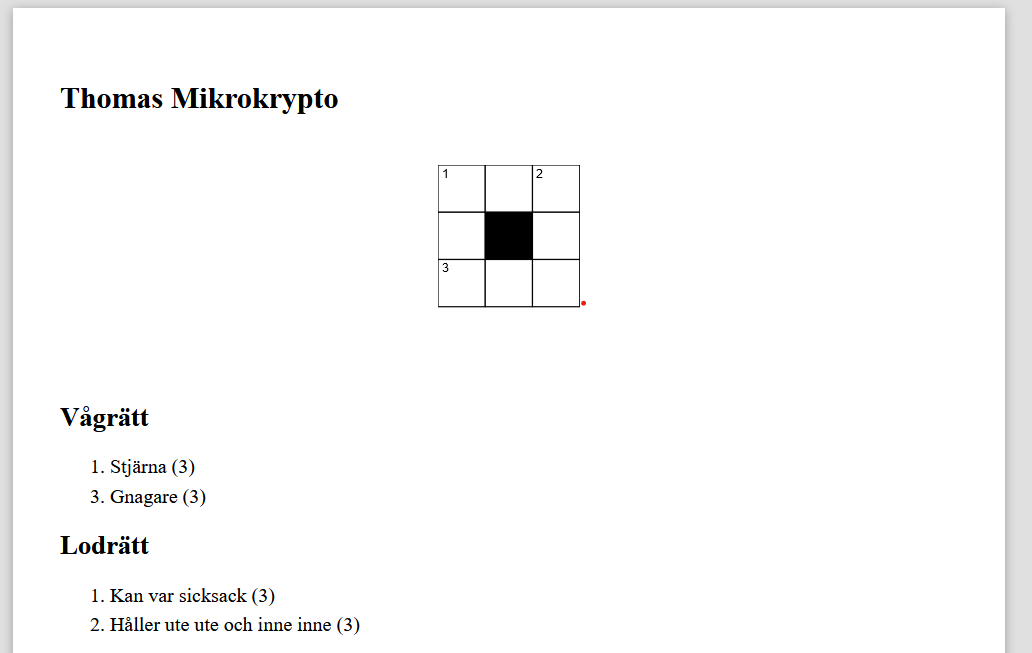 Thomas Mikrokrypto
1 2
3
Vågrätt
1. Stjärna (3)
3. Gnagare (3)
Lodrätt
1. Kan var sicksack (3)
2. Håller ute ute och inne inne (3)